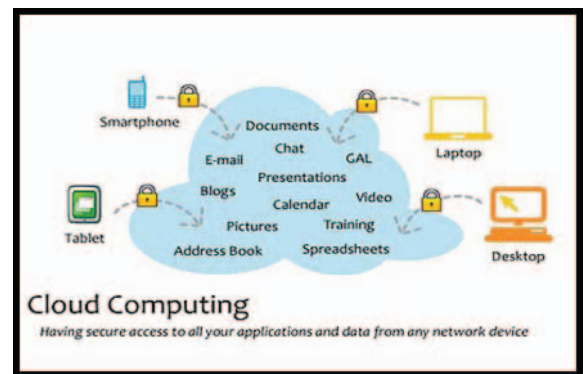 Smartphone
Documents
Chat
E-mail
GAL
Laptop
Presentations
Blogs
Calendar
Video
Tablet
Pictures
Training
Desktop
Address Book
Spreadsheets
Cloud Computing
Having secure access to all your applications and data from any network device